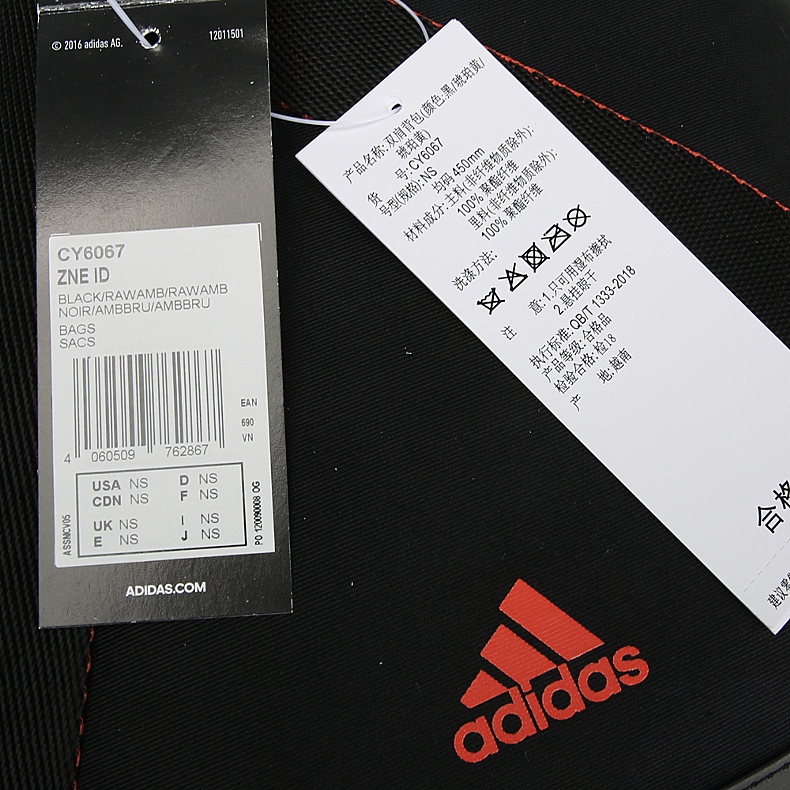 © 2016 adidas AG.
12011501
CY6067
ZNE ID
BLACK/RAWAMB/RAWAMB
NOIR/AMBBRU/AMBBRU
BAGS
SACS
EAN
690
VN
4 060509 762867
USA NS D NS
CDN NS F NS
UK NS I NS
E NS J NS
ASSMCV05
PO 120090008 OG
ADIDAS.COM
产品名称: 双肩背包(颜色:黑/琥珀黄/
琥珀黄)
货 号:CY6067
号型(规格):NS
均码 450mm
材料成分: 主料(非纤维物质除外):
100% 聚酯纤维
里料(非纤维物质除外):
100% 聚酯纤维
洗涤方法:
注 意:1.只可用湿布擦拭
2.悬挂晾干
执行标准: QB/T 1333-2018
产品等级: 合格品
检验合格: 检18
产 地: 越南
合格
adidas